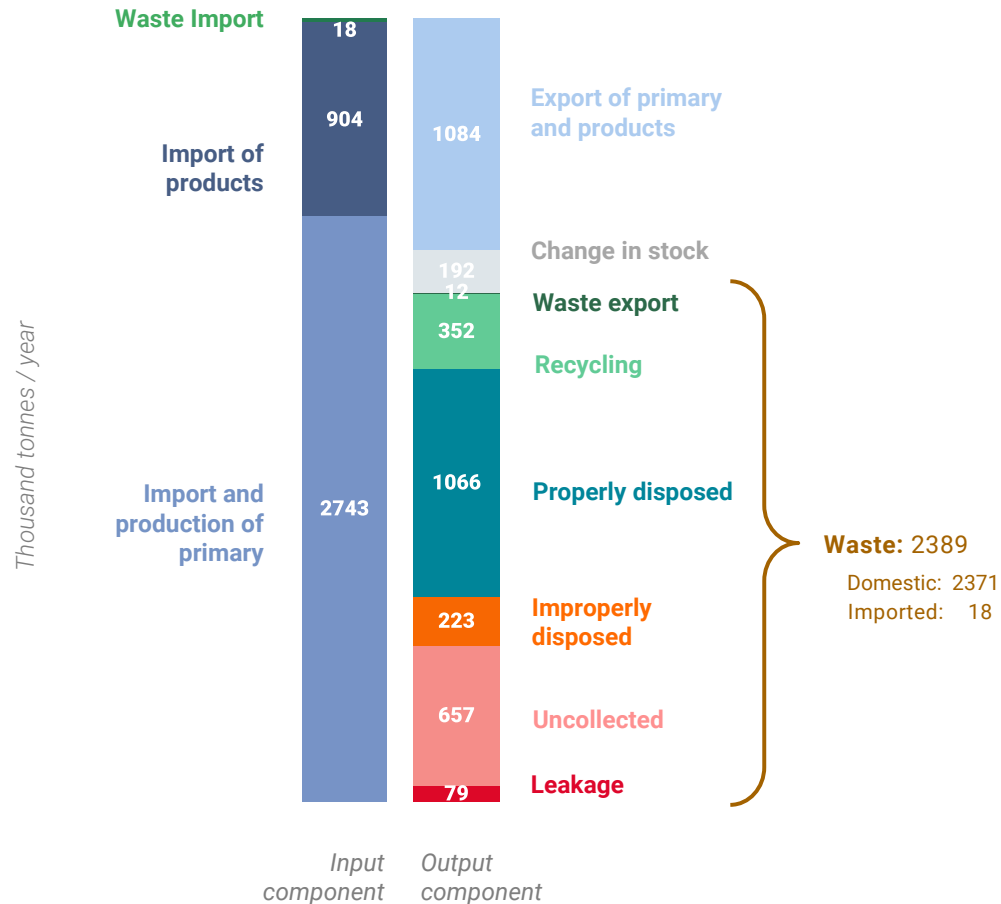 Waste Import
18
904
Import of
products
2743
Import and
production of
primary
Thousand tonnes / year
1084
Export of primary
and products
192
Change in stock
12
Waste export
352
Recycling
1066
Properly disposed
223
Improperly
disposed
657
Uncollected
79
Leakage
Waste: 2389
Domestic: 2371
Imported: 18
Input
component
Output
component